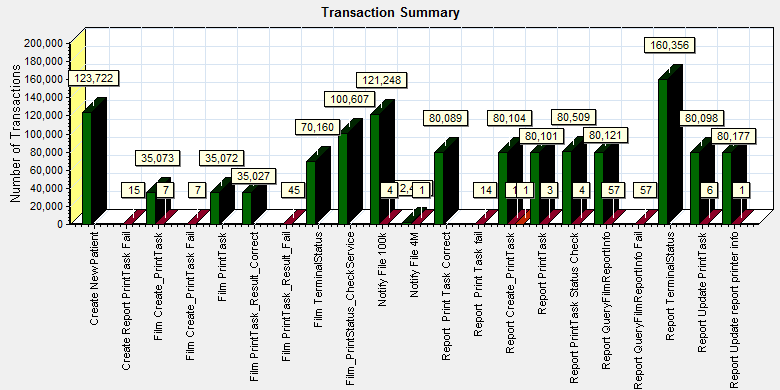 Transaction Summary
Number of Transactions
200,000
180,000
160,000
140,000
120,000
100,000
80,000
60,000
40,000
20,000
0
123,722
15
35,073
7
7
35,072
35,027
45
70,160
100,607
121,248
4
1
80,089
14
80,104
1
1
80,101
3
80,509
4
80,121
57
57
160,356
80,098
6
80,177
1
Create NewPatient
Create Report PrintTask Fail
Film Create_PrintTask
Film Create_PrintTask Fail
Film PrintTask
Film PrintTask_Result_Correct
Film PrintTask_Result_Fail
Film TerminalStatus
Film_PrintStatus_CheckService
Notify File 100k
Notify File 4M
Report Print Task Correct
Report Print Task fail
Report Create_PrintTask
Report PrintTask
Report PrintTask Status Check
Report QueryFilmReportInfo
Report QueryFilmReportInfo Fail
Report TerminalStatus
Report Update PrintTask
Report Update report printer info